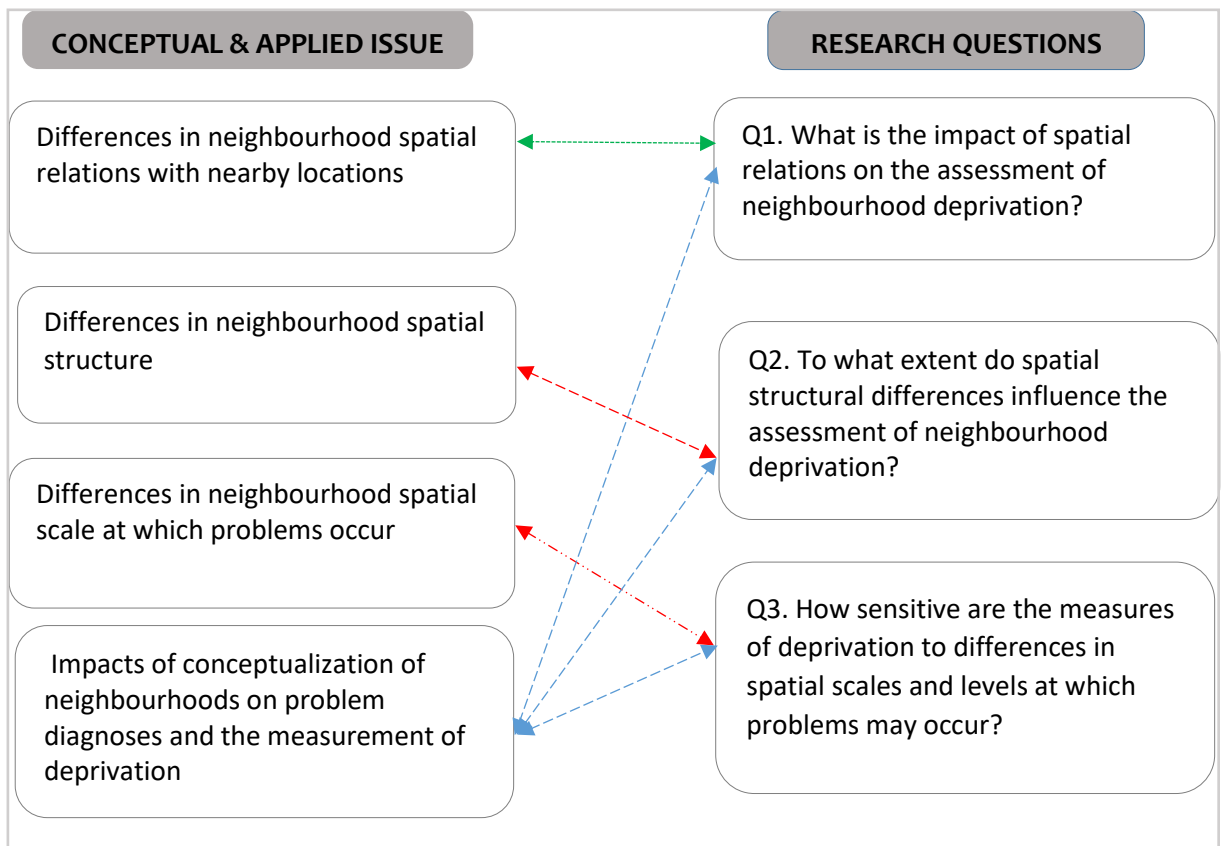 CONCEPTUAL & APPLIED ISSUE
Differences in neighbourhood spatial
relations with nearby locations
Differences in neighbourhood spatial
structure
Differences in neighbourhood spatial
scale at which problems occur
Impacts of conceptualization of
neighbourhoods on problem
diagnoses and the measurement of
deprivation
RESEARCH QUESTIONS
Q1. What is the impact of spatial
relations on the assessment of
neighbourhood deprivation?
Q2. To what extent do spatial
structural differences influence the
assessment of neighbourhood
deprivation?
Q3. How sensitive are the measures
of deprivation to differences in
spatial scales and levels at which
problems may occur?